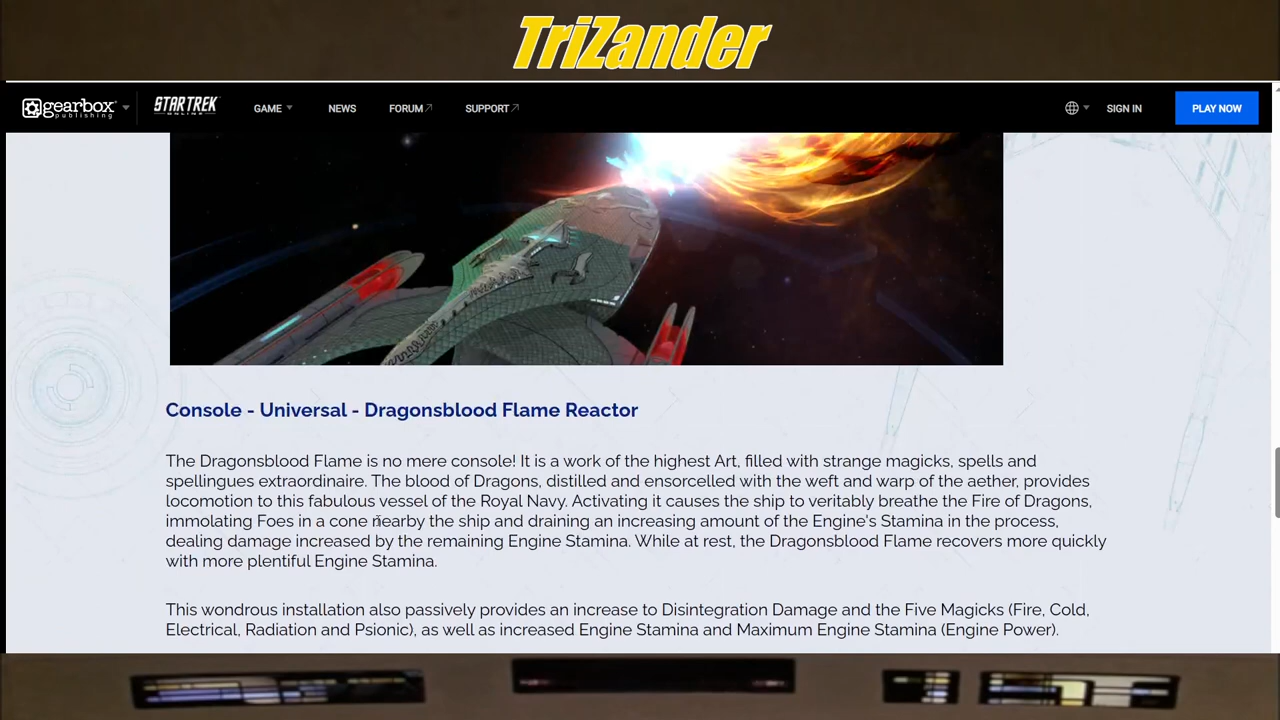 TriZander
gearbox publishing STAR TREK ONLINE GAME NEWS FORUM SUPPORT SIGN IN PLAY NOW
Console - Universal - Dragonsblood Flame Reactor
The Dragonsblood Flame is no mere console! It is a work of the highest Art, filled with strange magicks, spells and
spellingues extraordinaire. The blood of Dragons, distilled and ensorcelled with the weft and warp of the aether, provides
locomotion to this fabulous vessel of the Royal Navy. Activating it causes the ship to veritably breathe the Fire of Dragons,
immolating Foes in a cone nearby the ship and draining an increasing amount of the Engine's Stamina in the process,
dealing damage increased by the remaining Engine Stamina. While at rest, the Dragonsblood Flame recovers more quickly
with more plentiful Engine Stamina.
This wondrous installation also passively provides an increase to Disintegration Damage and the Five Magicks (Fire, Cold,
Electrical, Radiation and Psionic), as well as increased Engine Stamina and Maximum Engine Stamina (Engine Power).